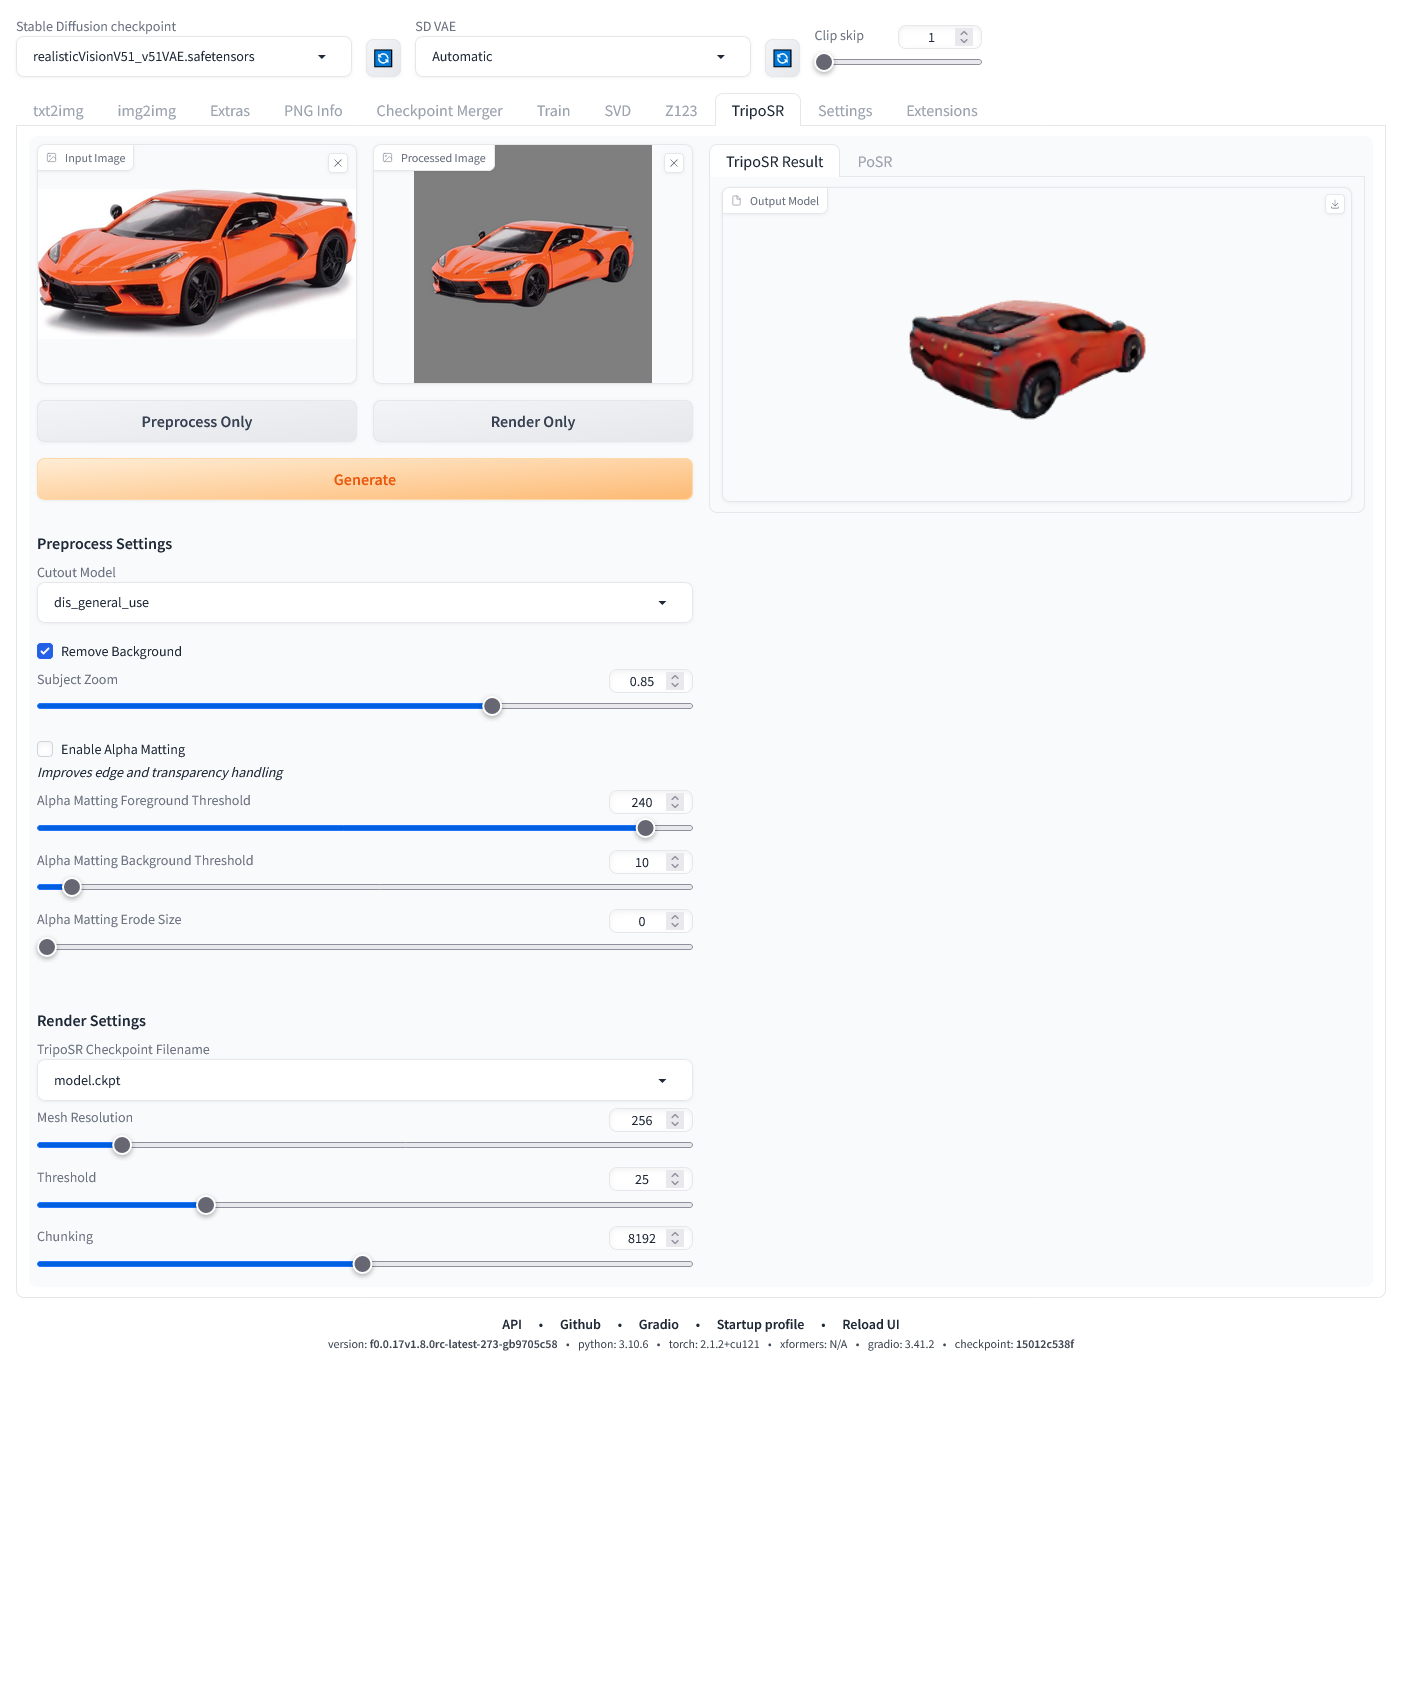 Stable Diffusion checkpoint
realisticVisionV51_v51VAE.safetensors
SD VAE
Automatic
Clip skip
1
txt2img img2img Extras PNG Info Checkpoint Merger Train SVD Z123 TripoSR Settings Extensions
Input Image
Processed Image
TripoSR Result PoSR
Output Model
Preprocess Only
Render Only
Generate
Preprocess Settings
Cutout Model
dis_general_use
Remove Background
Subject Zoom
0.85
Enable Alpha Matting
Improves edge and transparency handling
Alpha Matting Foreground Threshold
240
Alpha Matting Background Threshold
10
Alpha Matting Erode Size
0
Render Settings
TripoSR Checkpoint Filename
model.ckpt
Mesh Resolution
256
Threshold
25
Chunking
8192
API • Github • Gradio • Startup profile • Reload UI
version: f0.0.17v1.8.0rc-latest-273-gb9705c58 • python: 3.10.6 • torch: 2.1.2+cu121 • xformers: N/A • gradio: 3.41.2 • checkpoint: 15012c538f